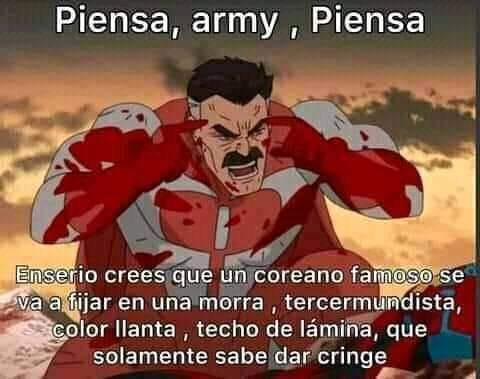 Piensa, army , Piensa
Enserio crees que un coreano famoso se
va a fijar en una morra , tercermundista,
color llanta , techo de lámina, que
solamente sabe dar cringe